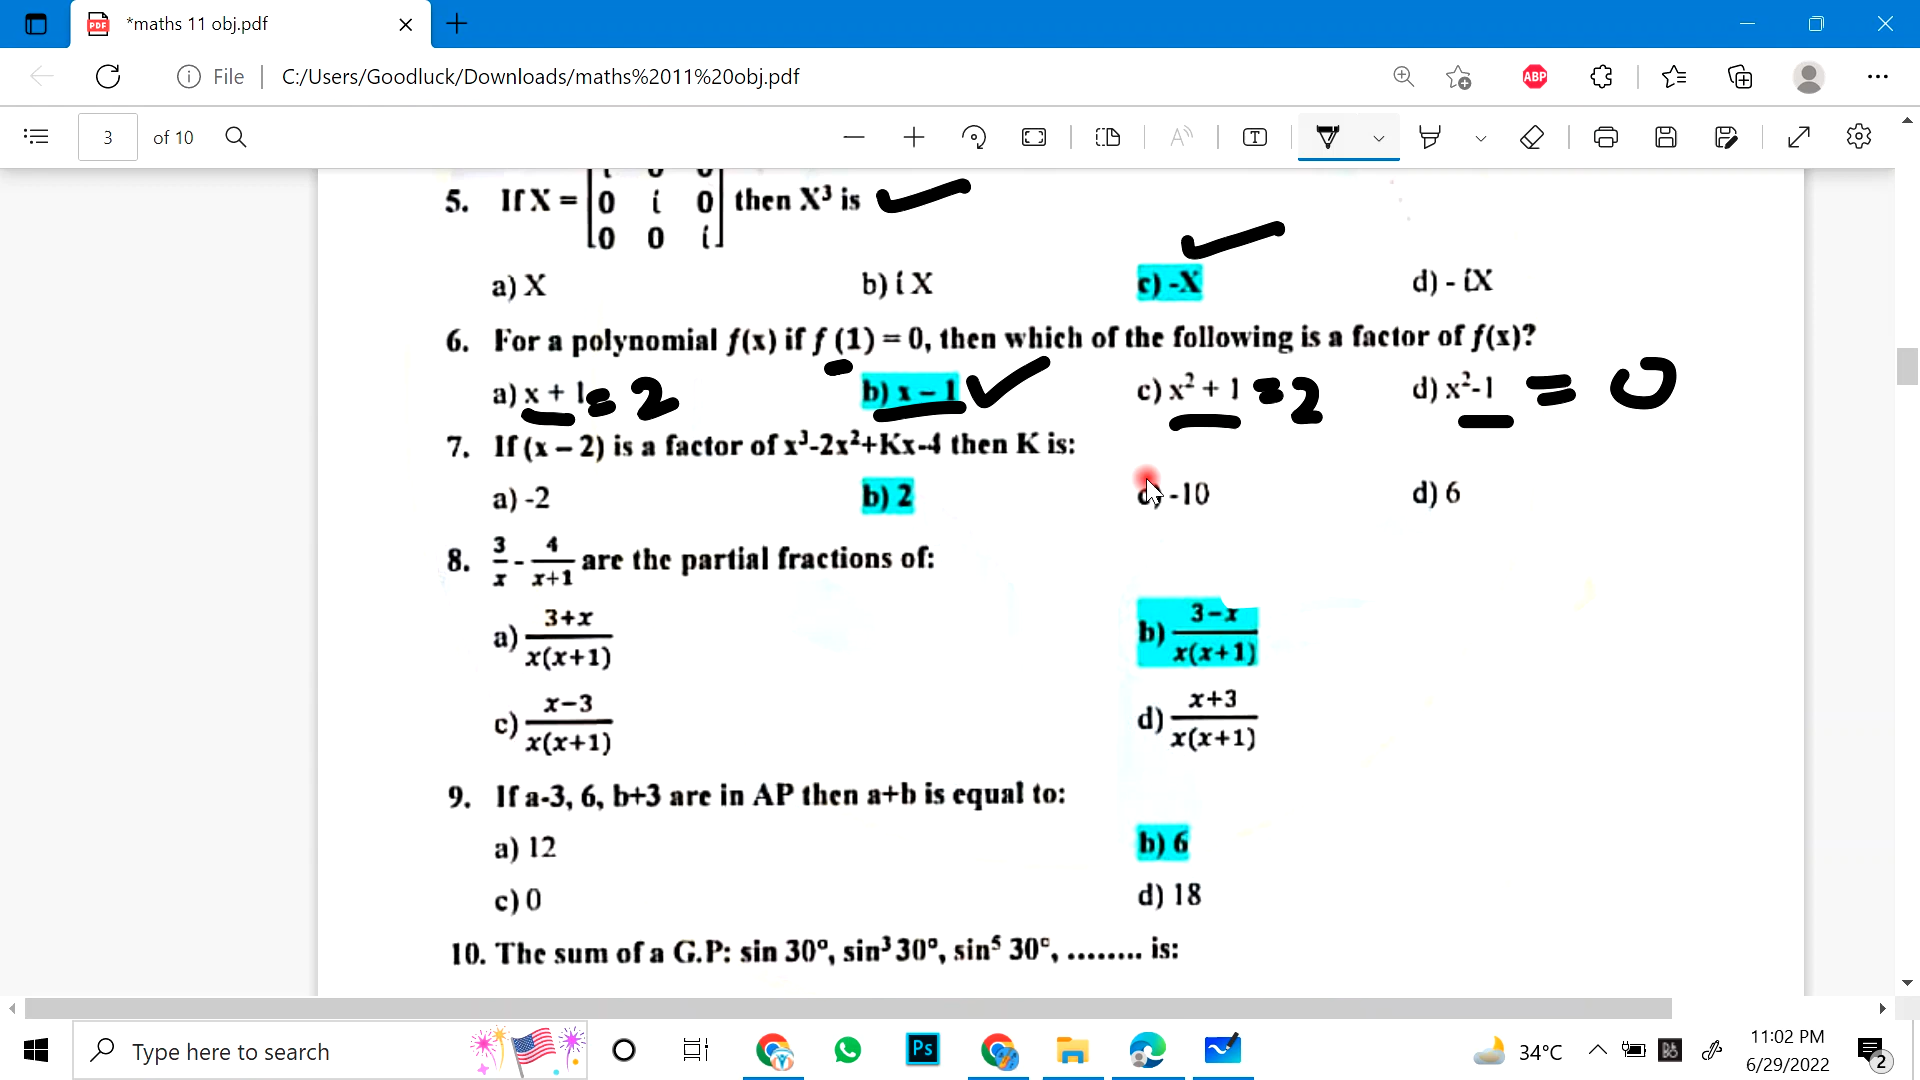 *maths 11 obj.pdf
File C:/Users/Goodluck/Downloads/maths%2011%20obj.pdf
ABP
3 of 10
5. If X = [i 0 0; 0 i 0; 0 0 i] then X³ is
a) X b) i X c) -X d) - iX
6. For a polynomial f(x) if f (1) = 0, then which of the following is a factor of f(x)?
a) x + 1 = 2 b) x – 1 c) x² + 1 = 2 d) x²-1 = 0
7. If (x – 2) is a factor of x³-2x²+Kx-4 then K is:
a) -2 b) 2 c) -10 d) 6
8. 3/x - 4/x+1 are the partial fractions of:
a) 3+x/x(x+1) b) 3−x/x(x+1)
c) x−3/x(x+1) d) x+3/x(x+1)
9. If a-3, 6, b+3 are in AP then a+b is equal to:
a) 12 b) 6
c) 0 d) 18
10. The sum of a G.P: sin 30°, sin³ 30°, sin⁵ 30°, ........ is:
Type here to search
Ps
34°C
11:02 PM
6/29/2022
2